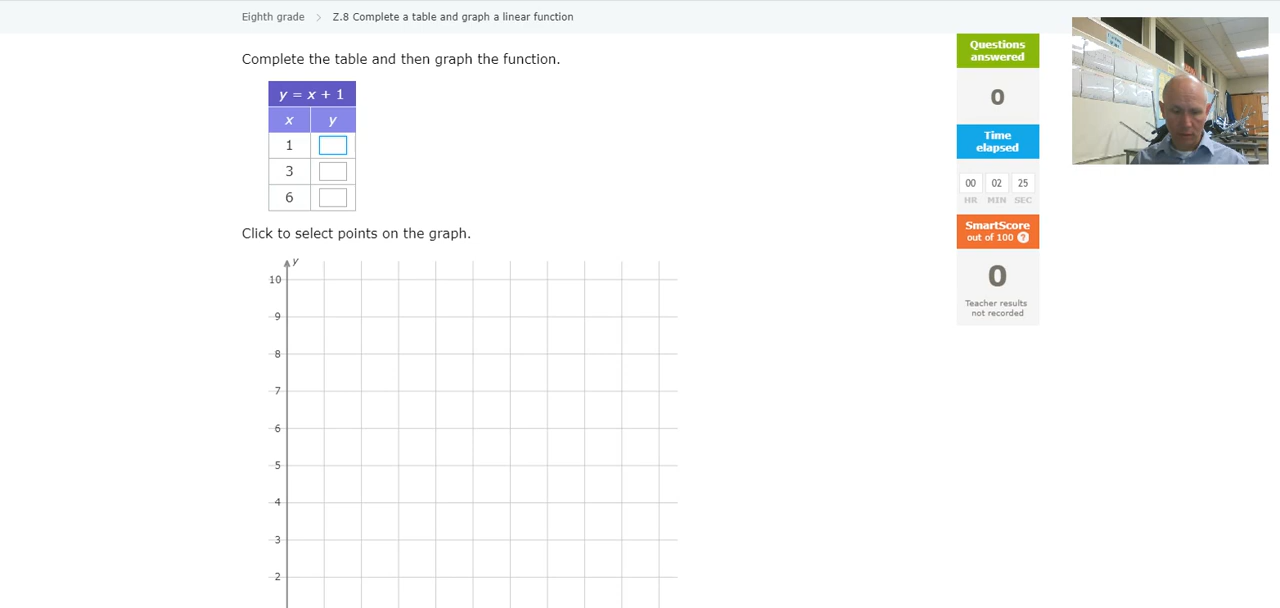 Eighth grade > Z.8 Complete a table and graph a linear function
Complete the table and then graph the function.
y = x + 1
x y
1
3
6
Click to select points on the graph.
y
10
9
8
7
6
5
4
3
2
Questions
answered
0
Time
elapsed
00 02 25
HR MIN SEC
SmartScore
out of 100 ?
0
Teacher results
not recorded